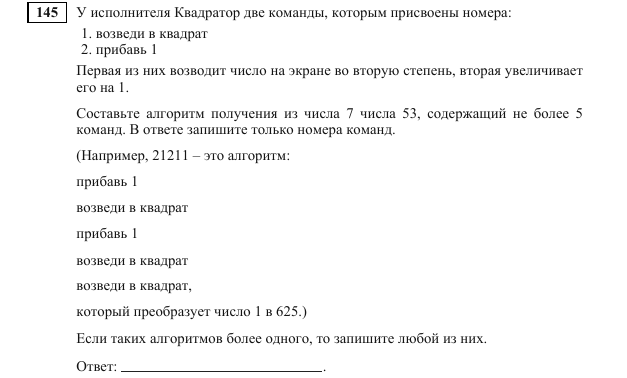 145 У исполнителя Квадратор две команды, которым присвоены номера:
1. возведи в квадрат
2. прибавь 1
Первая из них возводит число на экране во вторую степень, вторая увеличивает
его на 1.
Составьте алгоритм получения из числа 7 числа 53, содержащий не более 5
команд. В ответе запишите только номера команд.
(Например, 21211 – это алгоритм:
прибавь 1
возведи в квадрат
прибавь 1
возведи в квадрат
возведи в квадрат,
который преобразует число 1 в 625.)
Если таких алгоритмов более одного, то запишите любой из них.
Ответ: ____________________________.